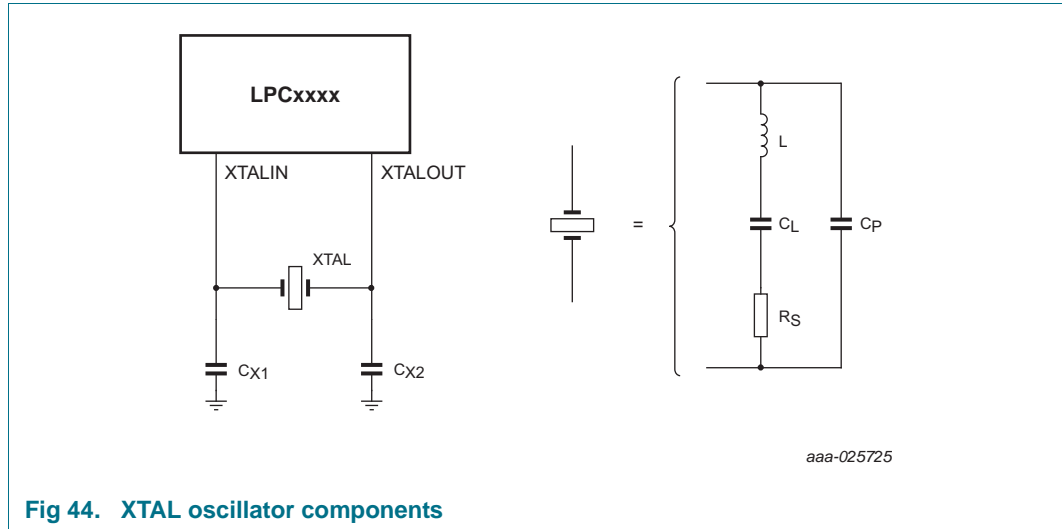 LPCxxxx
XTALIN
XTALOUT
XTAL
CX1
CX2
=
L
CL
CP
RS
aaa-025725
Fig 44. XTAL oscillator components